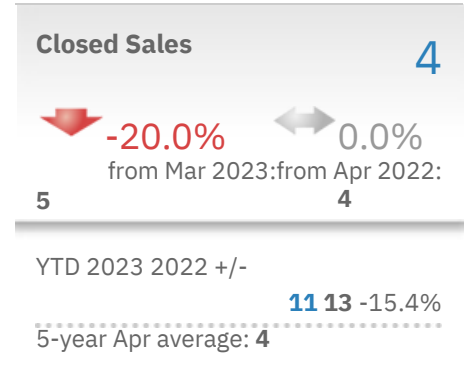 Closed Sales 4
-20.0% 0.0%
from Mar 2023:from Apr 2022:
5 4
YTD 2023 2022 +/-
11 13 -15.4%
5-year Apr average: 4